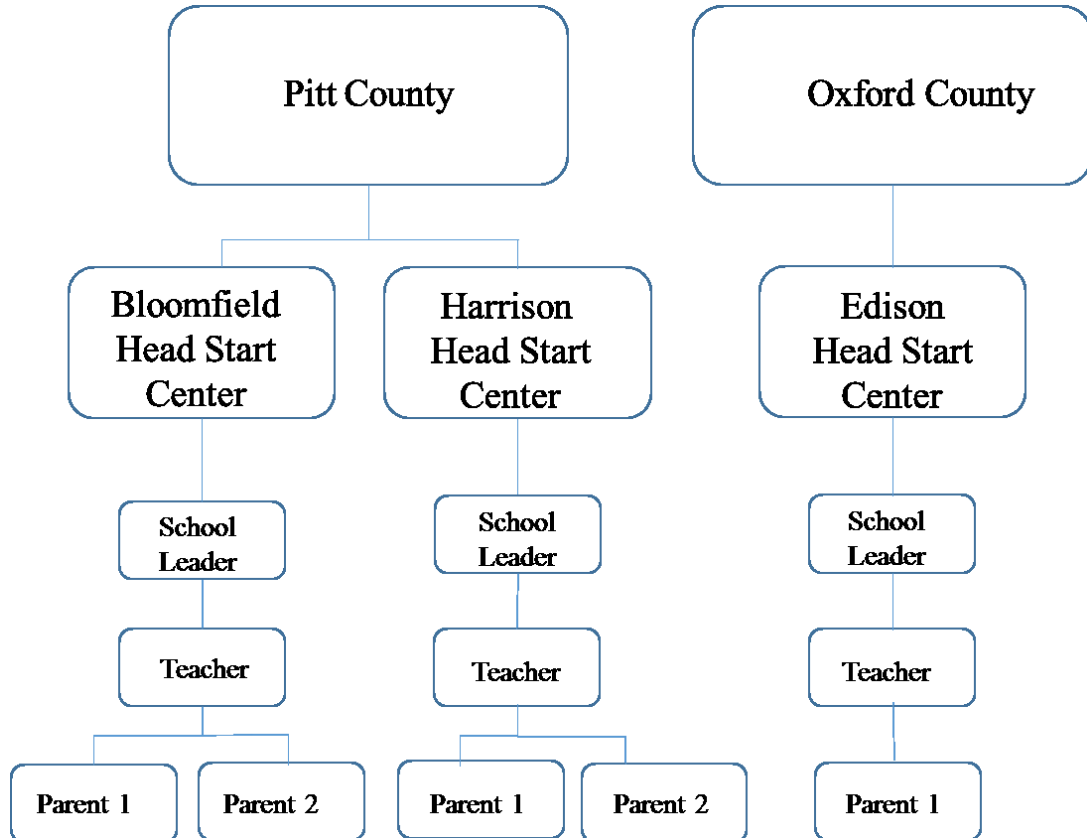 Pitt County
Oxford County
Bloomfield
Head Start
Center
Harrison
Head Start
Center
Edison
Head Start
Center
School
Leader
School
Leader
School
Leader
Teacher
Teacher
Teacher
Parent 1
Parent 2
Parent 1
Parent 2
Parent 1